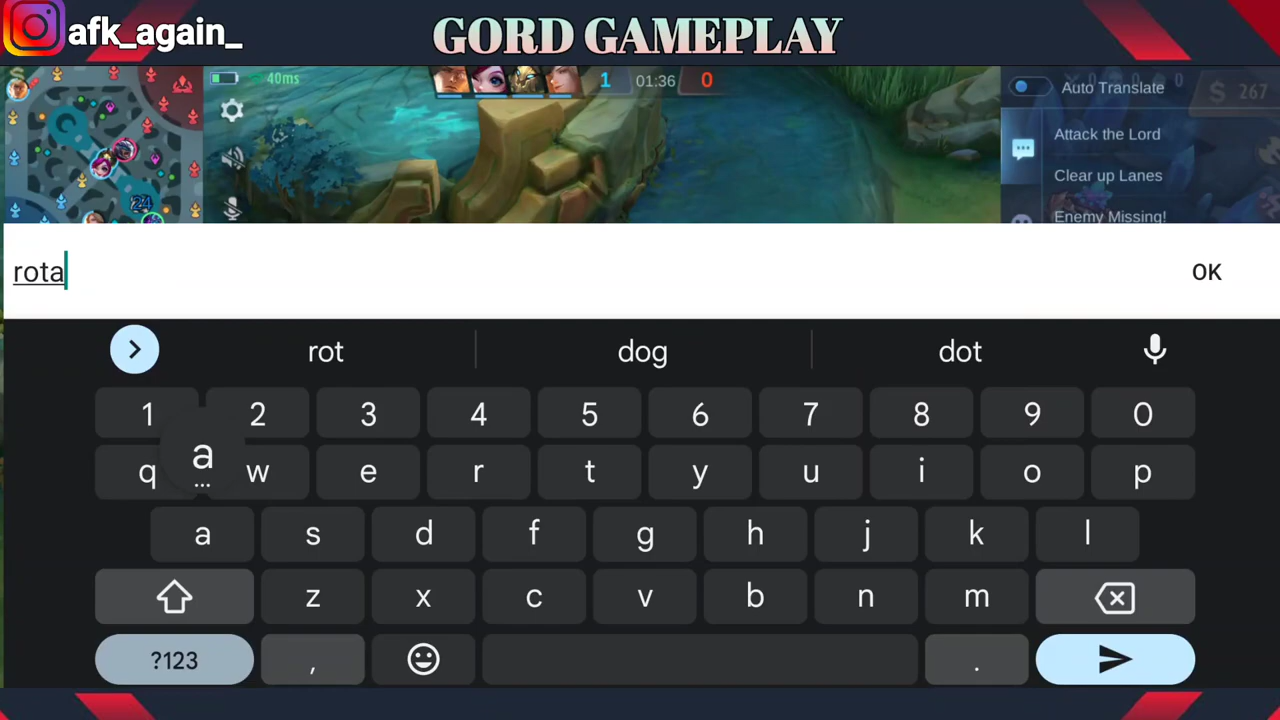 afk_again_
GORD GAMEPLAY
40ms
1 01:36 0
Auto Translate
$ 267
Attack the Lord
Clear up Lanes
Enemy Missing!
24
rota
OK
rot dog dot
1 2 3 4 5 6 7 8 9 0
a
q w e r t y u i o p
a s d f g h j k l
z x c v b n m
?123 , .